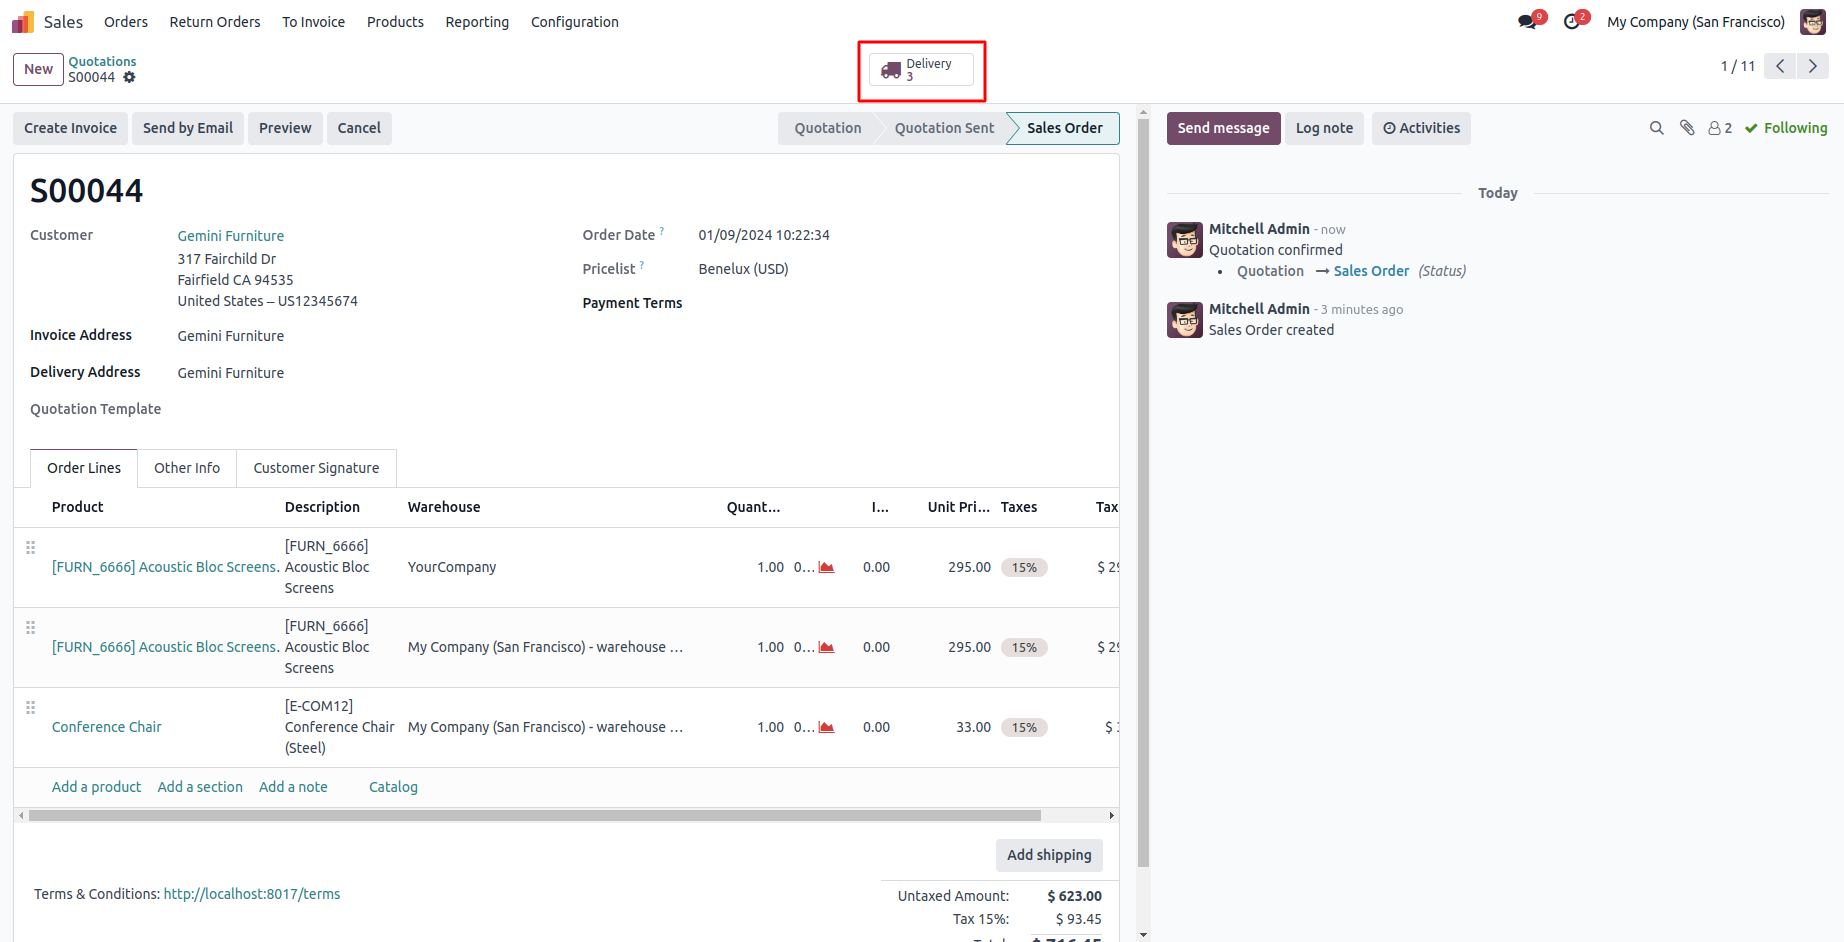 Sales Orders Return Orders To Invoice Products Reporting Configuration 9 2 My Company (San Francisco)
New Quotations
S00044
Delivery
3
1 / 11
Create Invoice Send by Email Preview Cancel Quotation Quotation Sent Sales Order Send message Log note Activities 2 Following
S00044
Today
Customer Gemini Furniture
317 Fairchild Dr
Fairfield CA 94535
United States – US12345674
Order Date ? 01/09/2024 10:22:34
Pricelist ? Benelux (USD)
Payment Terms
Invoice Address Gemini Furniture
Delivery Address Gemini Furniture
Quotation Template
Mitchell Admin - now
Quotation confirmed
• Quotation → Sales Order (Status)
Mitchell Admin - 3 minutes ago
Sales Order created
Order Lines Other Info Customer Signature
Product Description Warehouse Quant... I... Unit Pri... Taxes Tax
[FURN_6666] Acoustic Bloc Screens. [FURN_6666] Acoustic Bloc Screens YourCompany 1.00 0... 0.00 295.00 15% $ 29
[FURN_6666] Acoustic Bloc Screens. [FURN_6666] Acoustic Bloc Screens My Company (San Francisco) - warehouse ... 1.00 0... 0.00 295.00 15% $ 29
Conference Chair [E-COM12] Conference Chair (Steel) My Company (San Francisco) - warehouse ... 1.00 0... 0.00 33.00 15% $
Add a product Add a section Add a note Catalog
Add shipping
Terms & Conditions: http://localhost:8017/terms
Untaxed Amount: $ 623.00
Tax 15%: $ 93.45